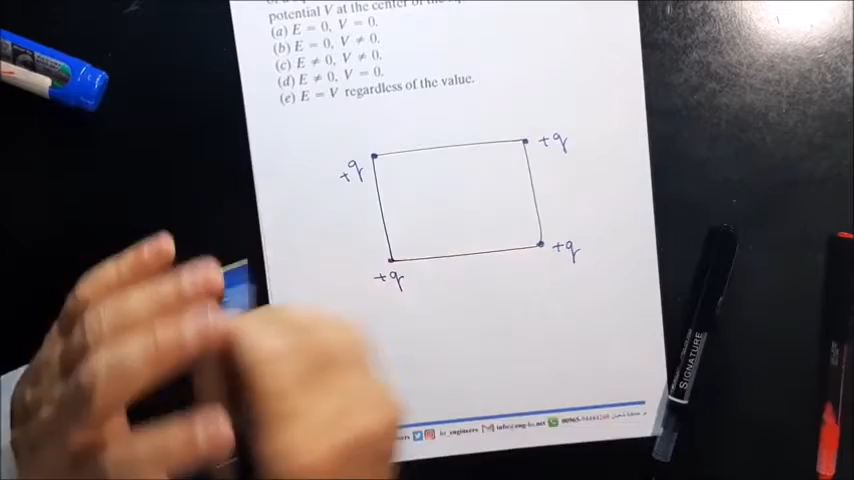 potential V at the center of the
(a) E = 0, V = 0.
(b) E = 0, V ≠ 0.
(c) E ≠ 0, V ≠ 0.
(d) E ≠ 0, V = 0.
(e) E = V regardless of the value.
+q
+q
+q
+q
SIGNATURE